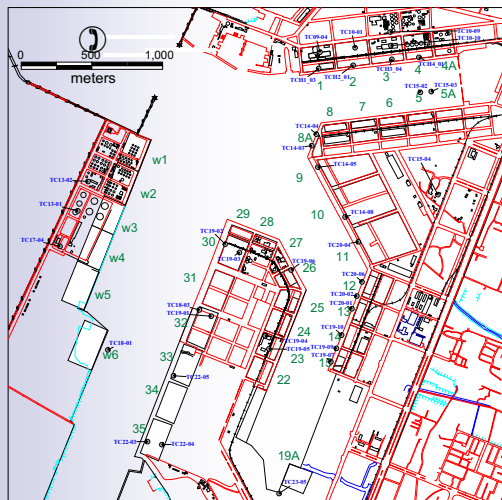 TC10-09
TC10-10
TC09-04
TC10-01
0
500
1,000
meters
TCH1_03
TCH2_01
TCH3_04
TCH4_01
1
2
3
4
4A
TC15-02
TC15-03
5
5A
8
7
6
TC14-04
8A
TC14-03
w1
TC15-04
9
TC14-05
TC13-02
w2
TC13-01
10
TC14-08
w3
29
28
TC19-02
TC17-04
30
TC20-04
w4
TC19-03
27
11
TC19-06
26
31
TC20-06
12
w5
TC20-02
TC18-03
25
TC20-01
13
TC19-01
32
24
TC19-10
14
TC19-04
TC18-01
TC19-05
TC19-07
w6
33
23
15
TC22-05
22
34
35
TC22-03
TC22-04
19A
TC23-05